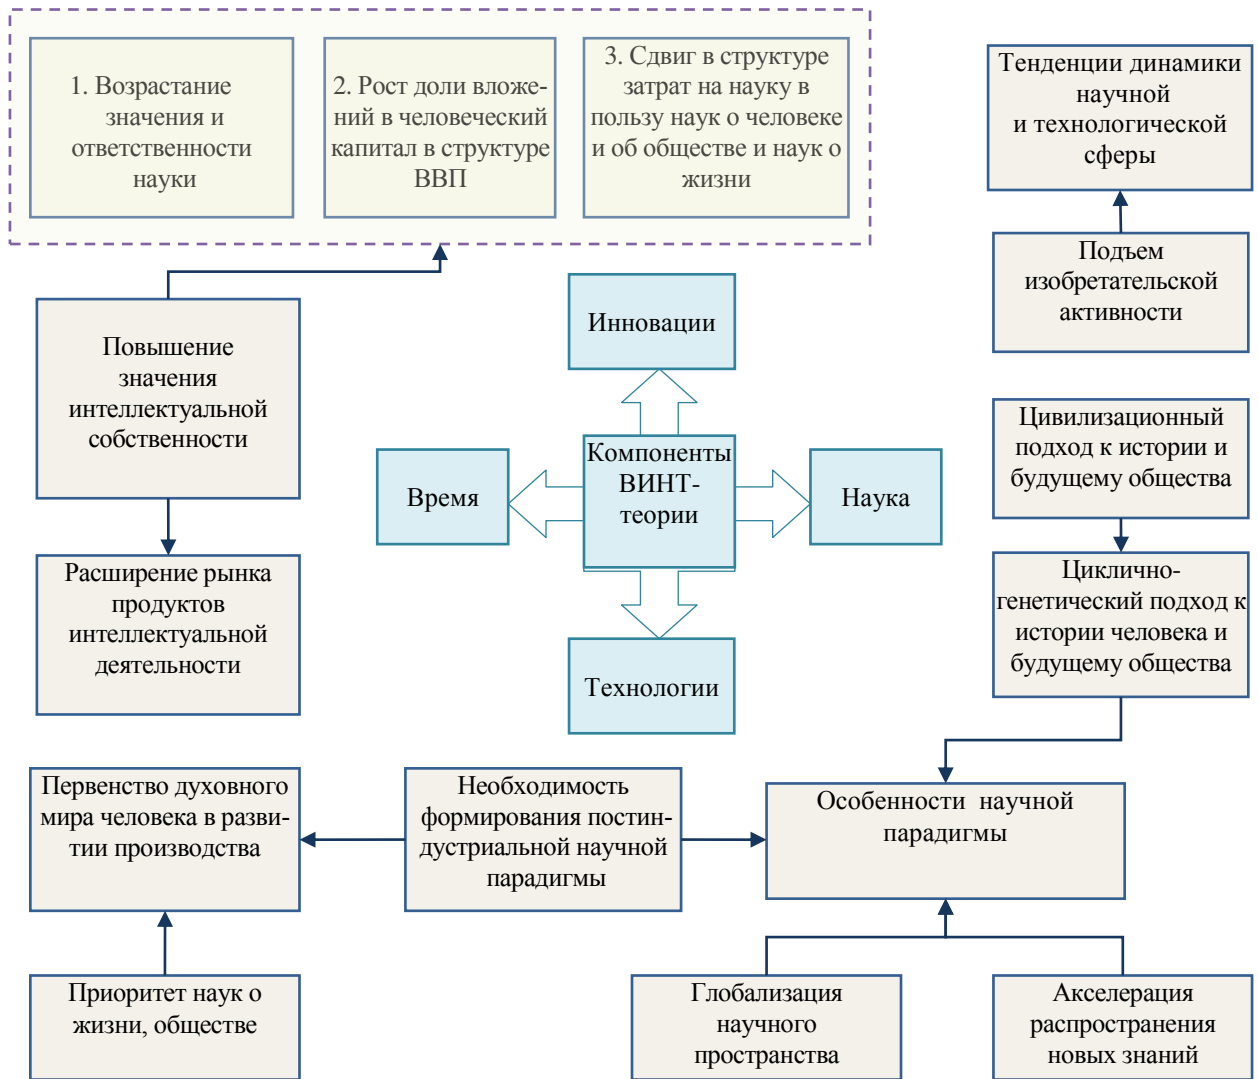 1. Возрастание
значения и
ответственности
науки
2. Рост доли вложе-
ний в человеческий
капитал в структуре
ВВП
3. Сдвиг в структуре
затрат на науку в
пользу наук о человеке
и об обществе и наук о
жизни
Тенденции динамики
научной
и технологической
сферы
Подъем
изобретательской
активности
Повышение
значения
интеллектуальной
собственности
Инновации
Время
Компоненты
ВИНТ-
теории
Наука
Технологии
Цивилизационный
подход к истории и
будущему общества
Расширение рынка
продуктов
интеллектуальной
деятельности
Циклично-
генетический подход к
истории человека и
будущему общества
Первенство духовного
мира человека в разви-
тии производства
Необходимость
формирования постин-
дустриальной научной
парадигмы
Особенности научной
парадигмы
Приоритет наук о
жизни, обществе
Глобализация
научного
пространства
Акселерация
распространения
новых знаний